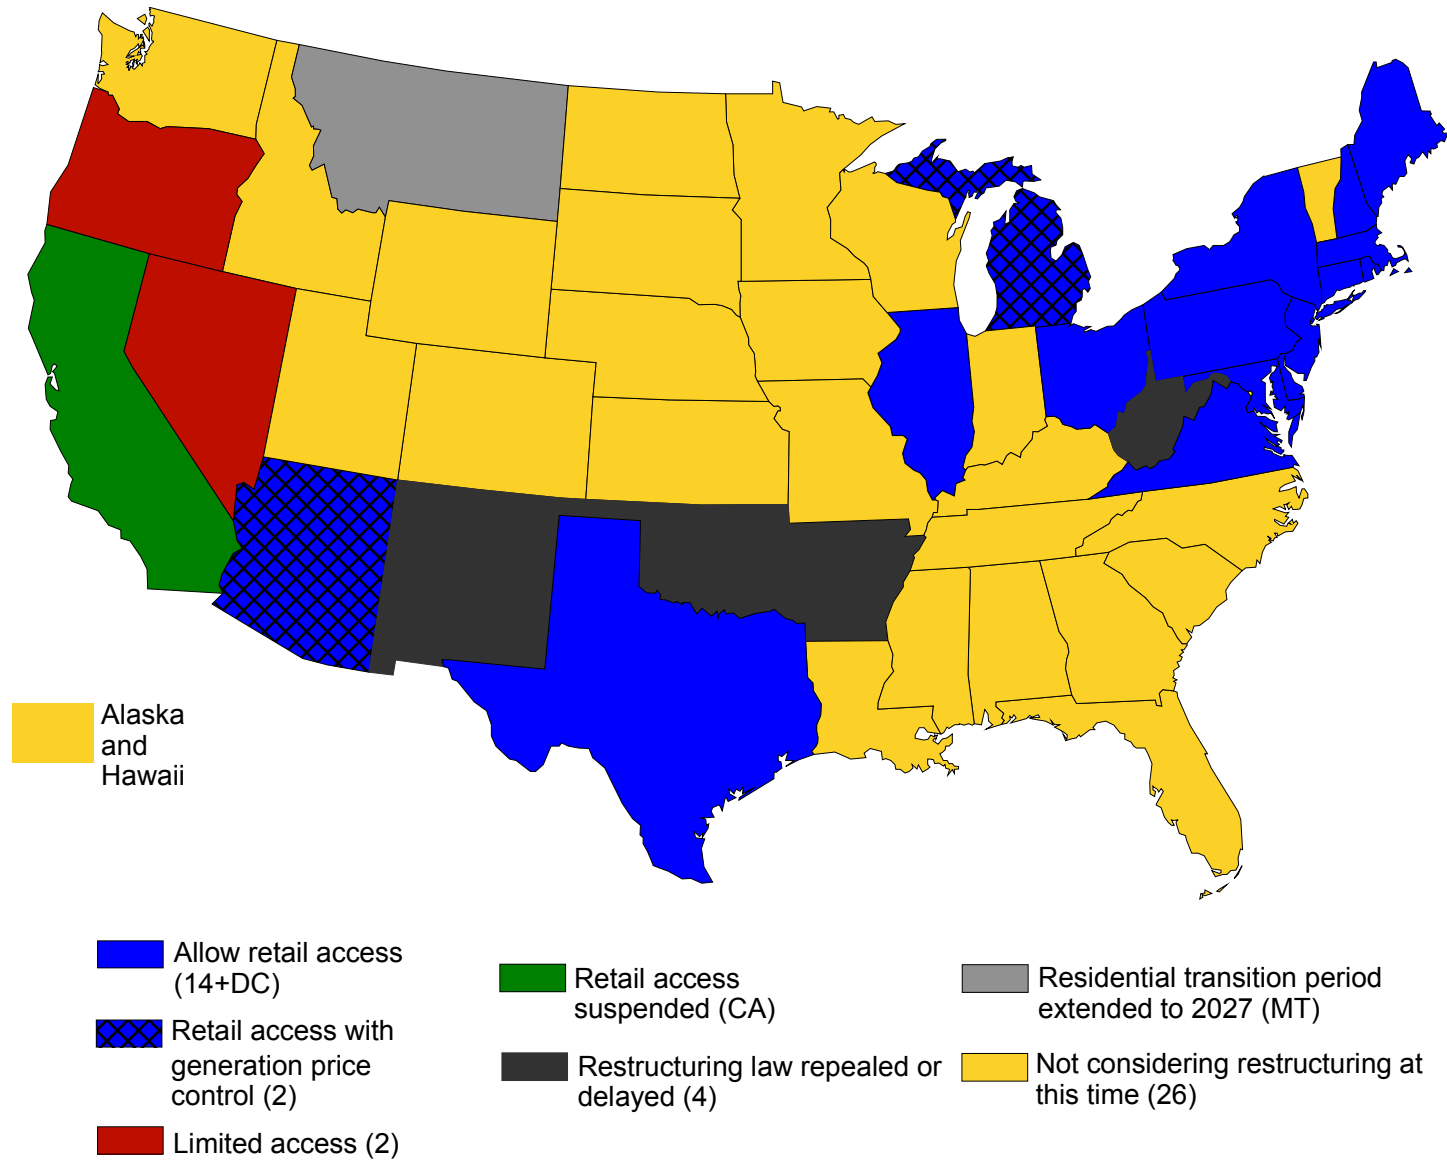 Alaska
and
Hawaii
Allow retail access
(14+DC)
Retail access with
generation price
control (2)
Limited access (2)
Retail access
suspended (CA)
Restructuring law repealed or
delayed (4)
Residential transition period
extended to 2027 (MT)
Not considering restructuring at
this time (26)